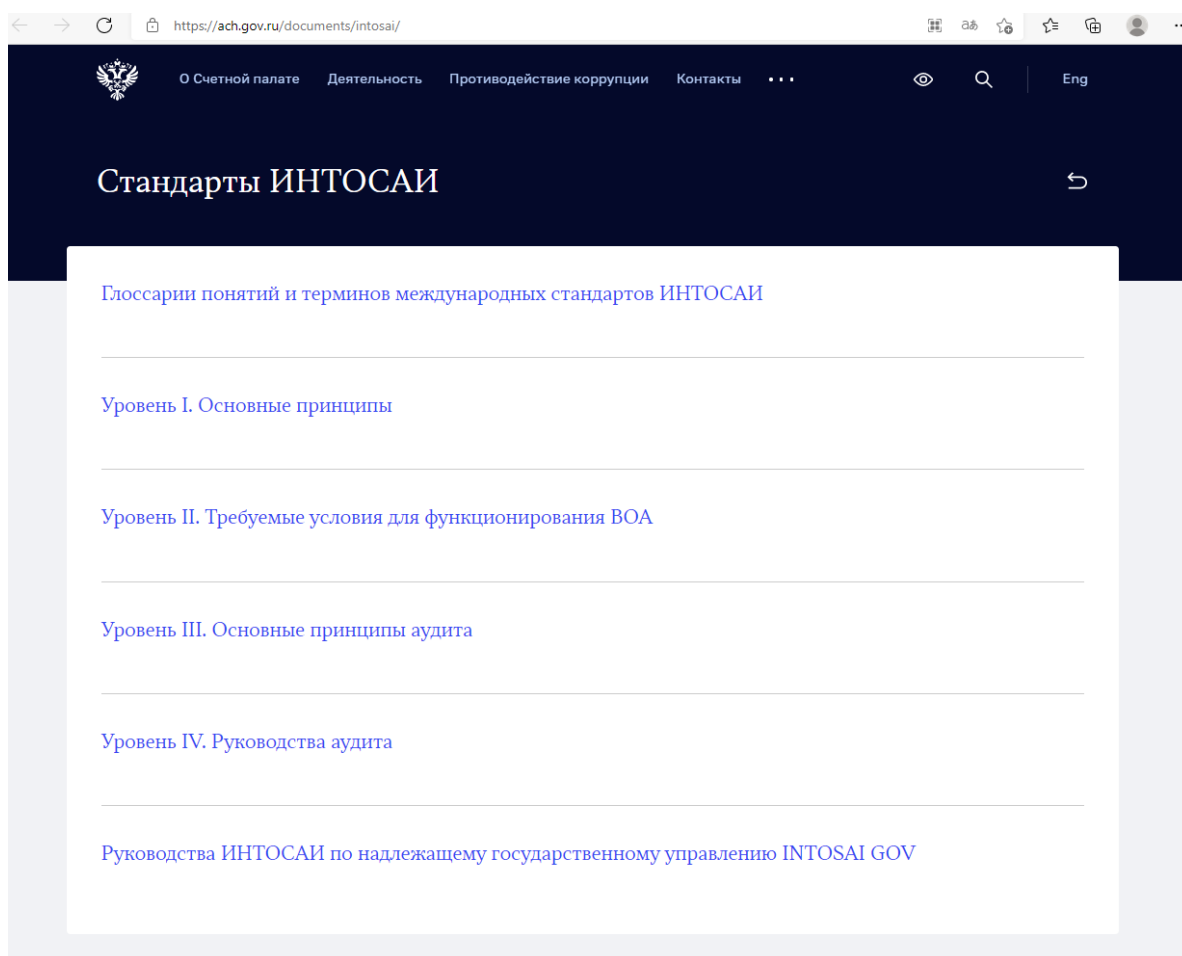 https://ach.gov.ru/documents/intosai/
О Счетной палате Деятельность Противодействие коррупции Контакты ••• Eng
Стандарты ИНТОСАИ
Глоссарии понятий и терминов международных стандартов ИНТОСАИ
Уровень I. Основные принципы
Уровень II. Требуемые условия для функционирования ВОА
Уровень III. Основные принципы аудита
Уровень IV. Руководства аудита
Руководства ИНТОСАИ по надлежащему государственному управлению INTOSAI GOV